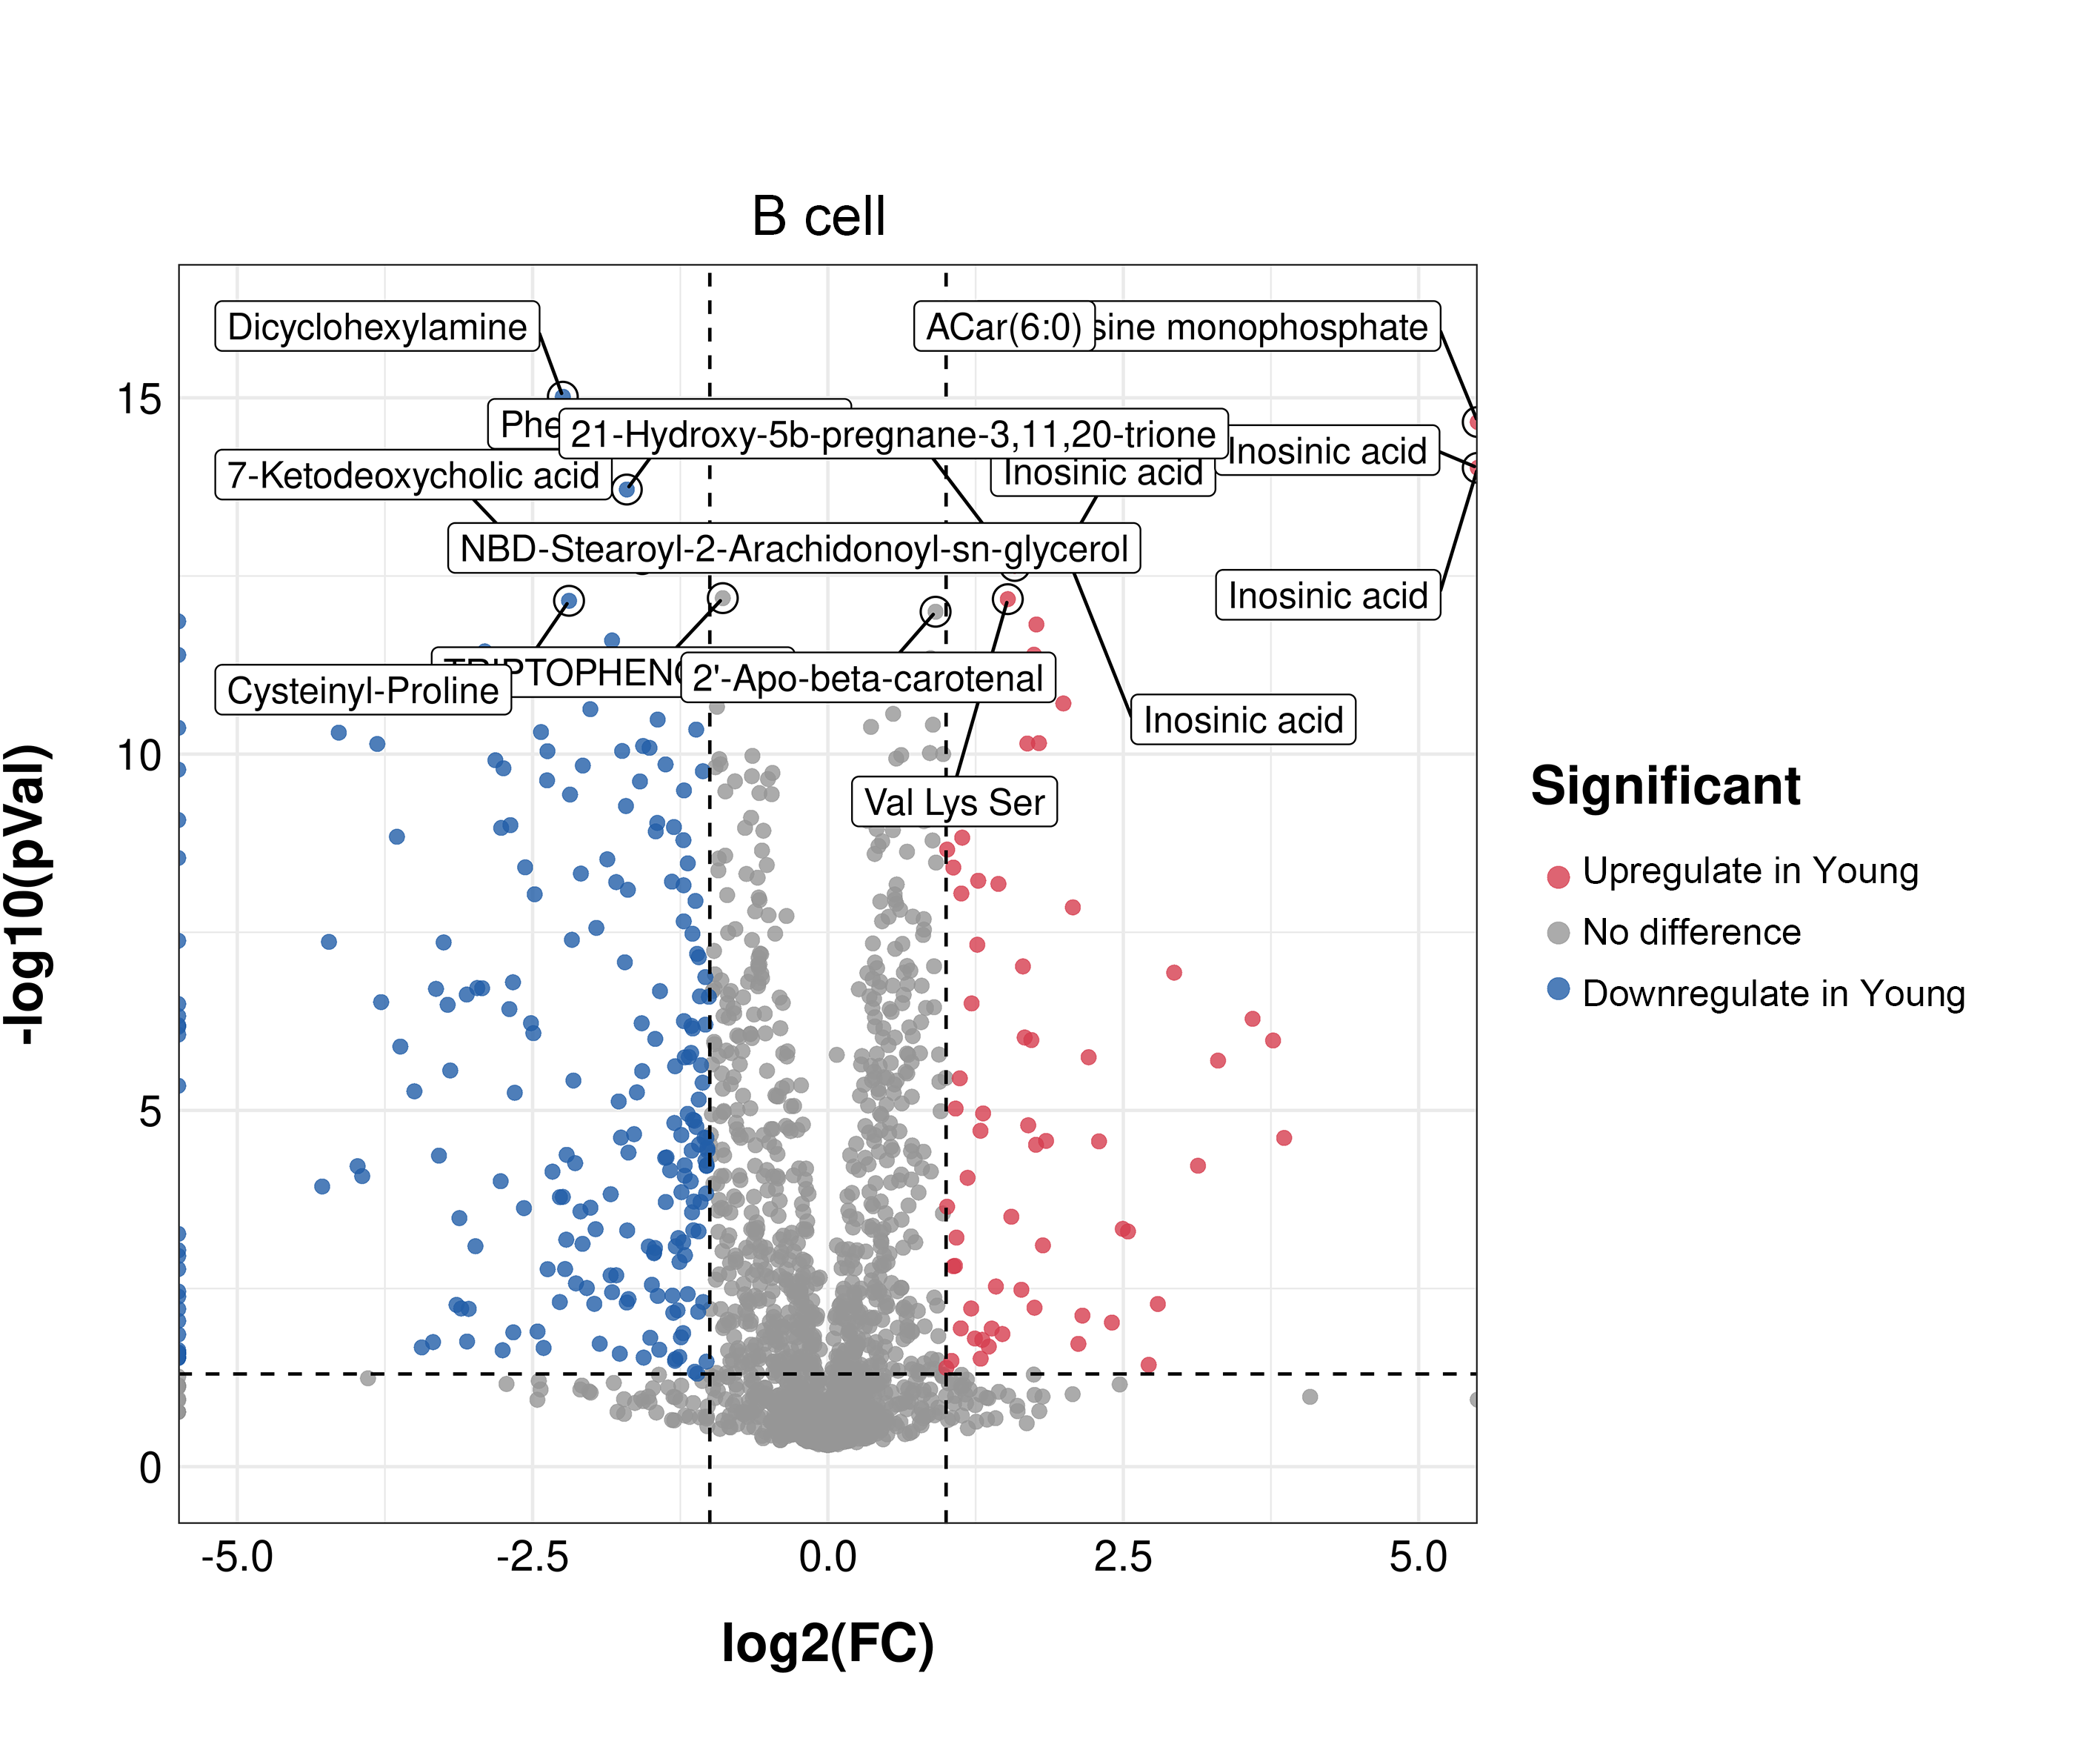 B cell
Dicyclohexylamine
ACar(6:0)
monophosphate
21-Hydroxy-5b-pregnane-3,11,20-trione
Inosinic acid
7-Ketodeoxycholic acid
Inosinic acid
NBD-Stearoyl-2-Arachidonoyl-sn-glycerol
Inosinic acid
2'-Apo-beta-carotenal
Cysteinyl-Proline
Inosinic acid
Val Lys Ser
15
10
5
0
-log10(pVal)
-5.0
-2.5
0.0
2.5
5.0
log2(FC)
Significant
Upregulate in Young
No difference
Downregulate in Young